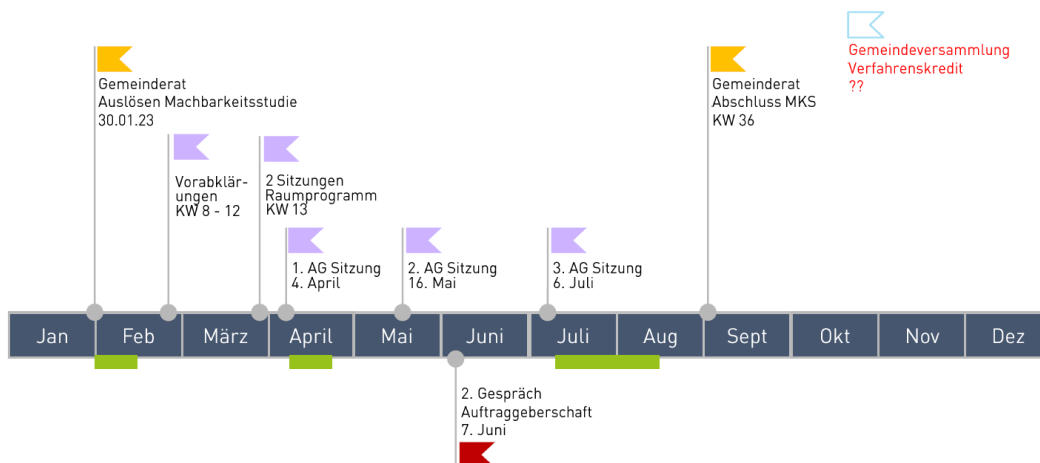 Gemeindeversammlung
Verfahrenskredit
??
Gemeinderat
Auslösen Machbarkeitsstudie
30.01.23
Gemeinderat
Abschluss MKS
KW 36
Vorabklär-
ungen
KW 8 - 12
2 Sitzungen
Raumprogramm
KW 13
1. AG Sitzung
4. April
2. AG Sitzung
16. Mai
3. AG Sitzung
6. Juli
Jan Feb März April Mai Juni Juli Aug Sept Okt Nov Dez
2. Gespräch
Auftraggeberschaft
7. Juni